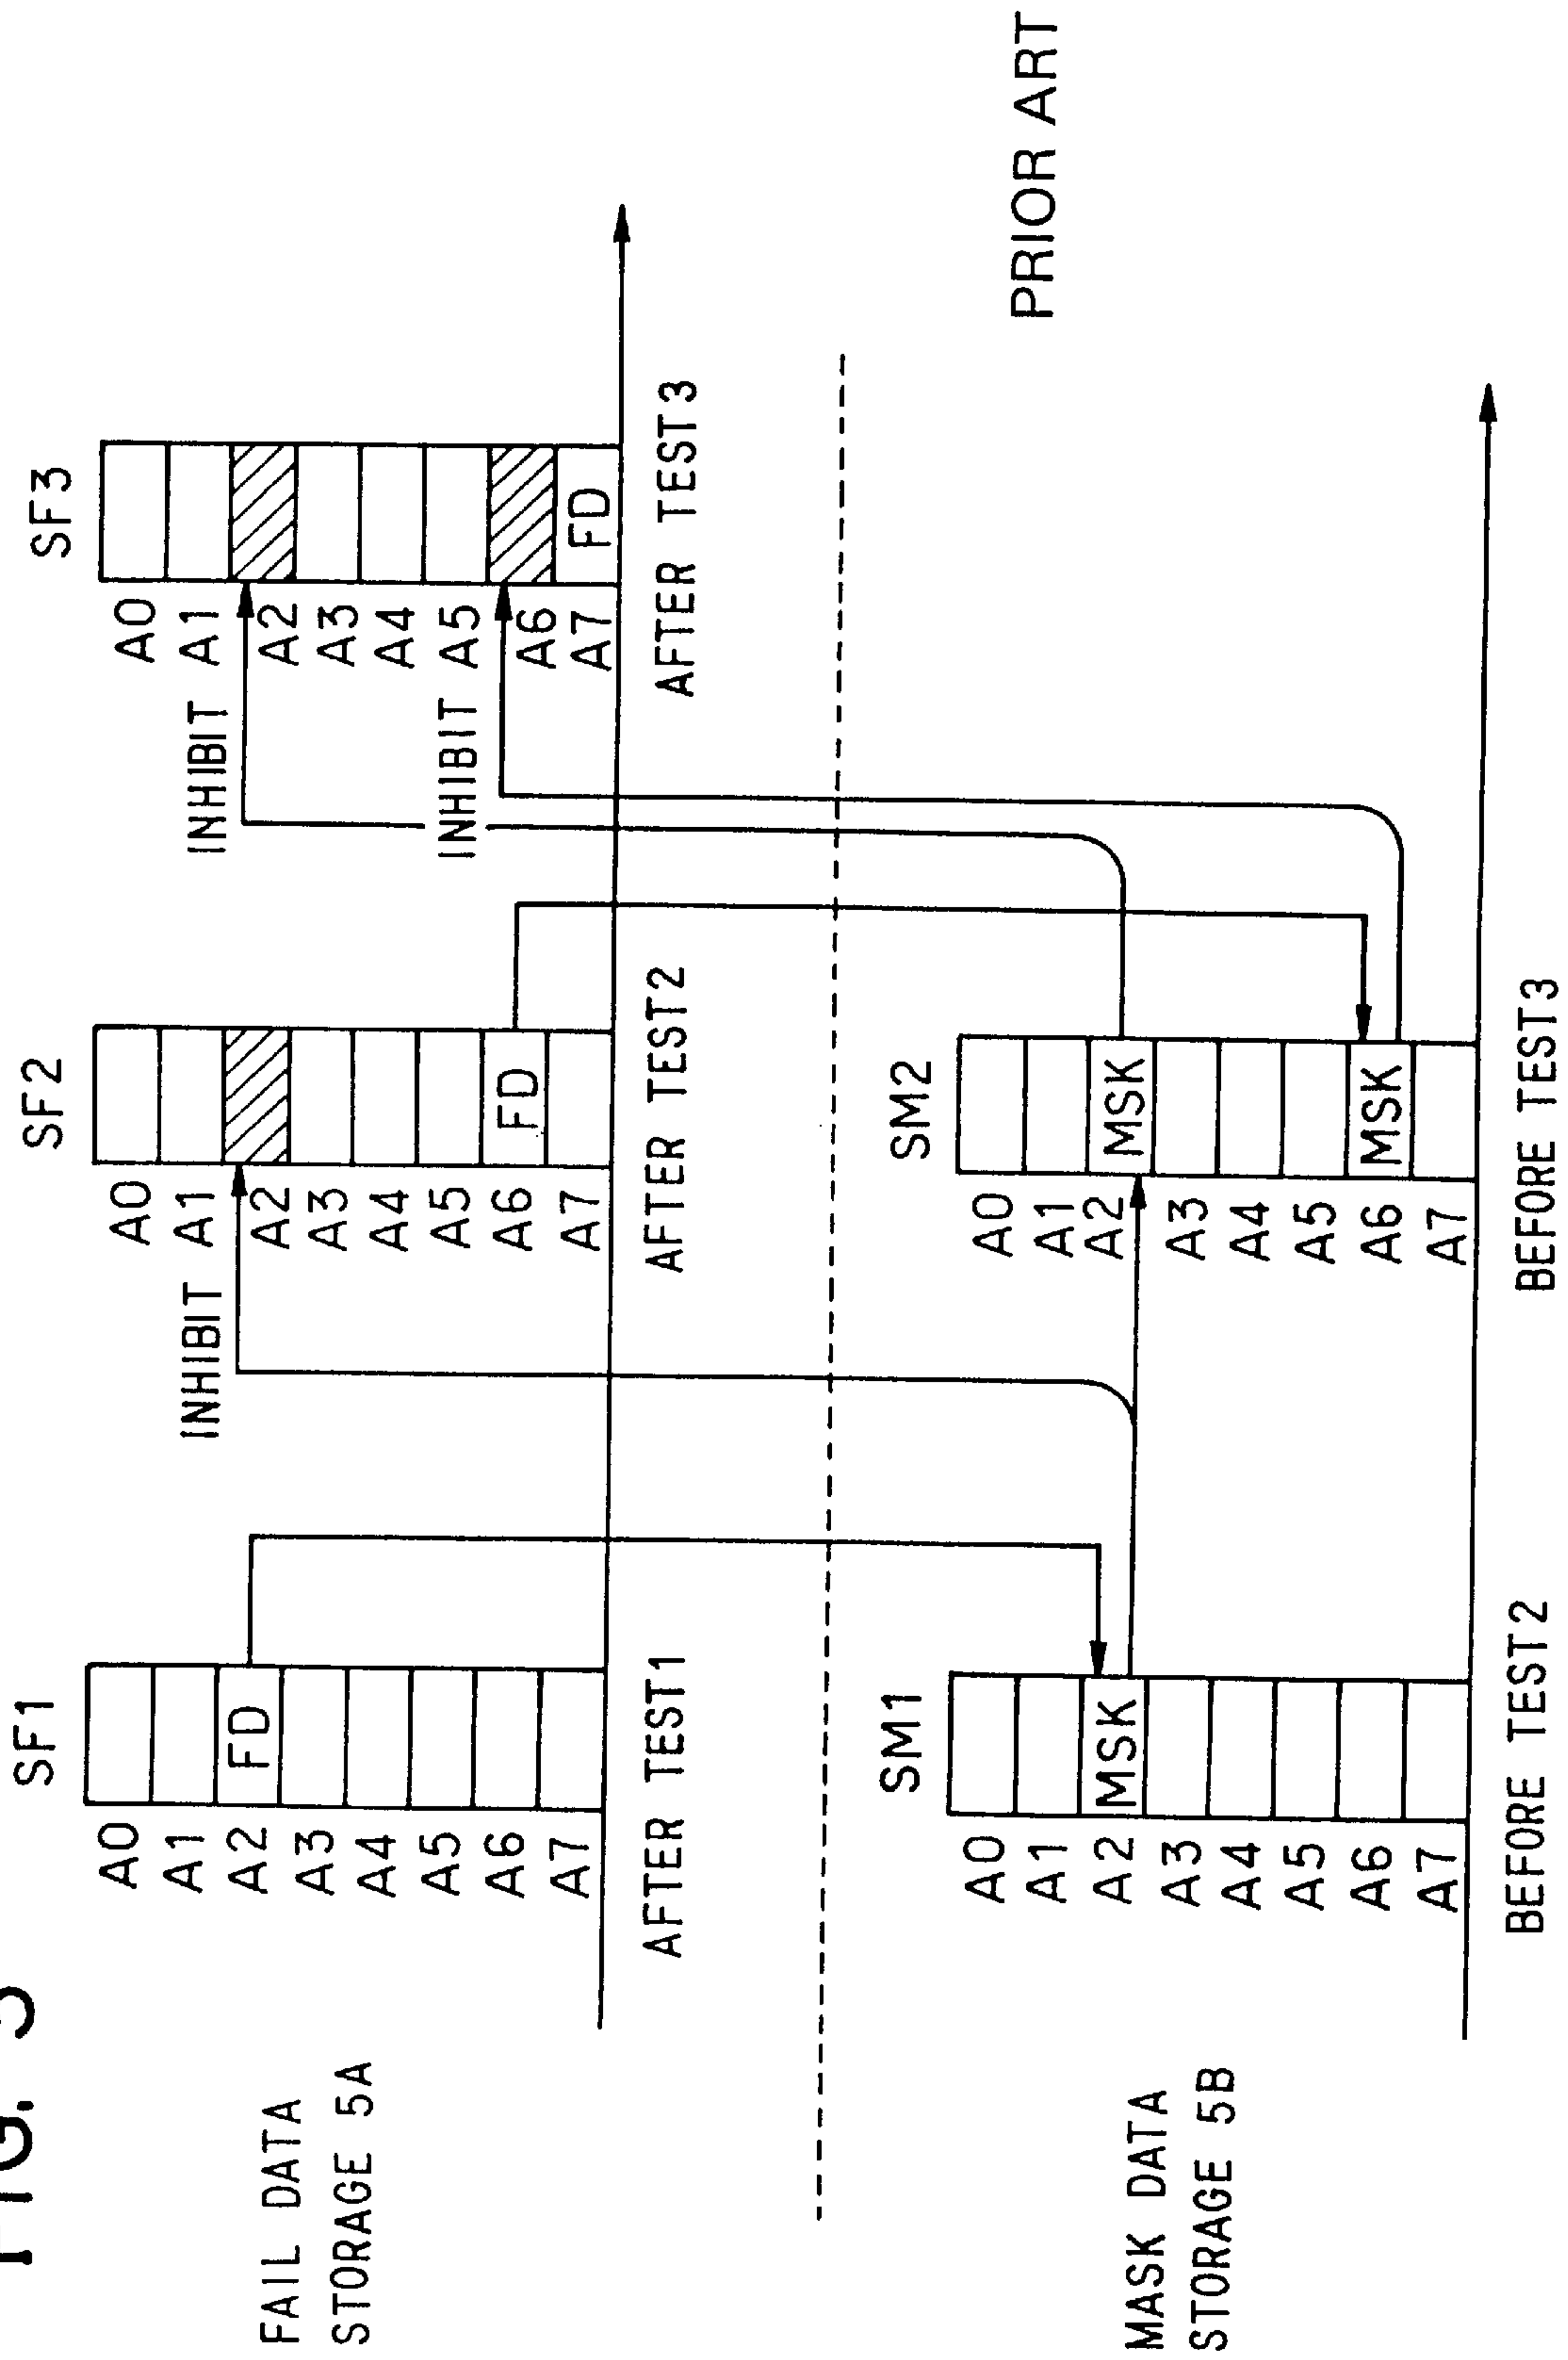 FIG. 3
FAIL DATA
STORAGE 5A
SF1
A0
A1
A2 FD
A3
A4
A5
A6
A7
AFTER TEST1
INHIBIT
SF2
A0
A1
A2
A3
A4
A5
A6 FD
A7
AFTER TEST2
INHIBIT
INHIBIT
SF3
A0
A1
A2
A3
A4
A5
A6
A7 FD
AFTER TEST3
MASK DATA
STORAGE 5B
SM1
A0
A1
A2 MSK
A3
A4
A5
A6
A7
BEFORE TEST2
SM2
A0
A1
A2 MSK
A3
A4
A5
A6 MSK
A7
BEFORE TEST3
PRIOR ART